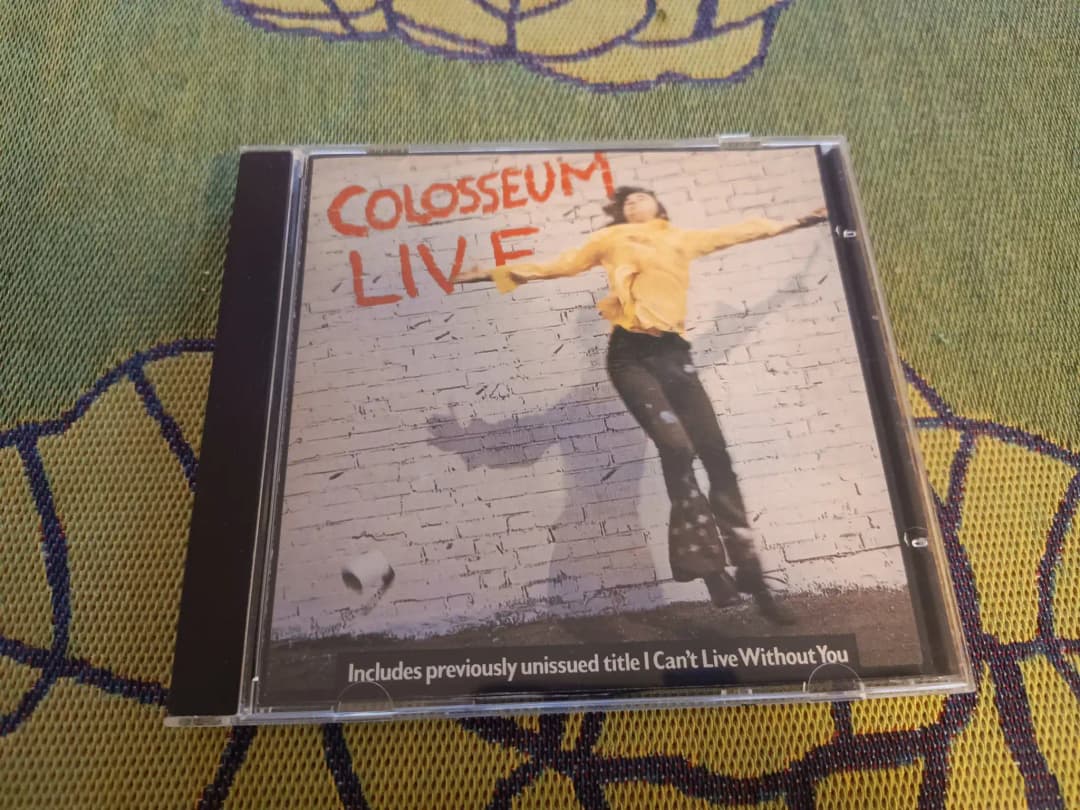 COLOSSEUM
LIVE
Includes previously unissued title I Can't Live Without You